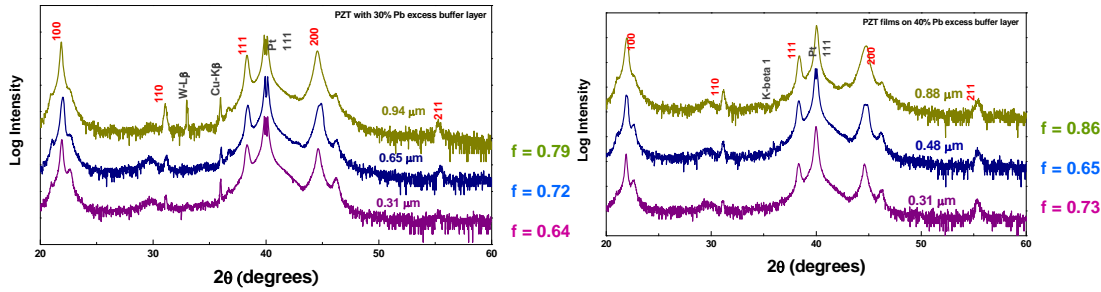 PZT with 30% Pb excess buffer layer
100
110
W-Lβ
Cu-Kβ
111
Pt 111
200
211
0.94 µm
0.65 µm
0.31 µm
f = 0.79
f = 0.72
f = 0.64
Log Intensity
20 30 40 50 60
2θ (degrees)
PZT films on 40% Pb excess buffer layer
100
110
K-beta 1
111
Pt 111
200
211
0.88 µm
0.48 µm
0.31 µm
f = 0.86
f = 0.65
f = 0.73
Log Intensity
20 30 40 50 60
2θ (degrees)